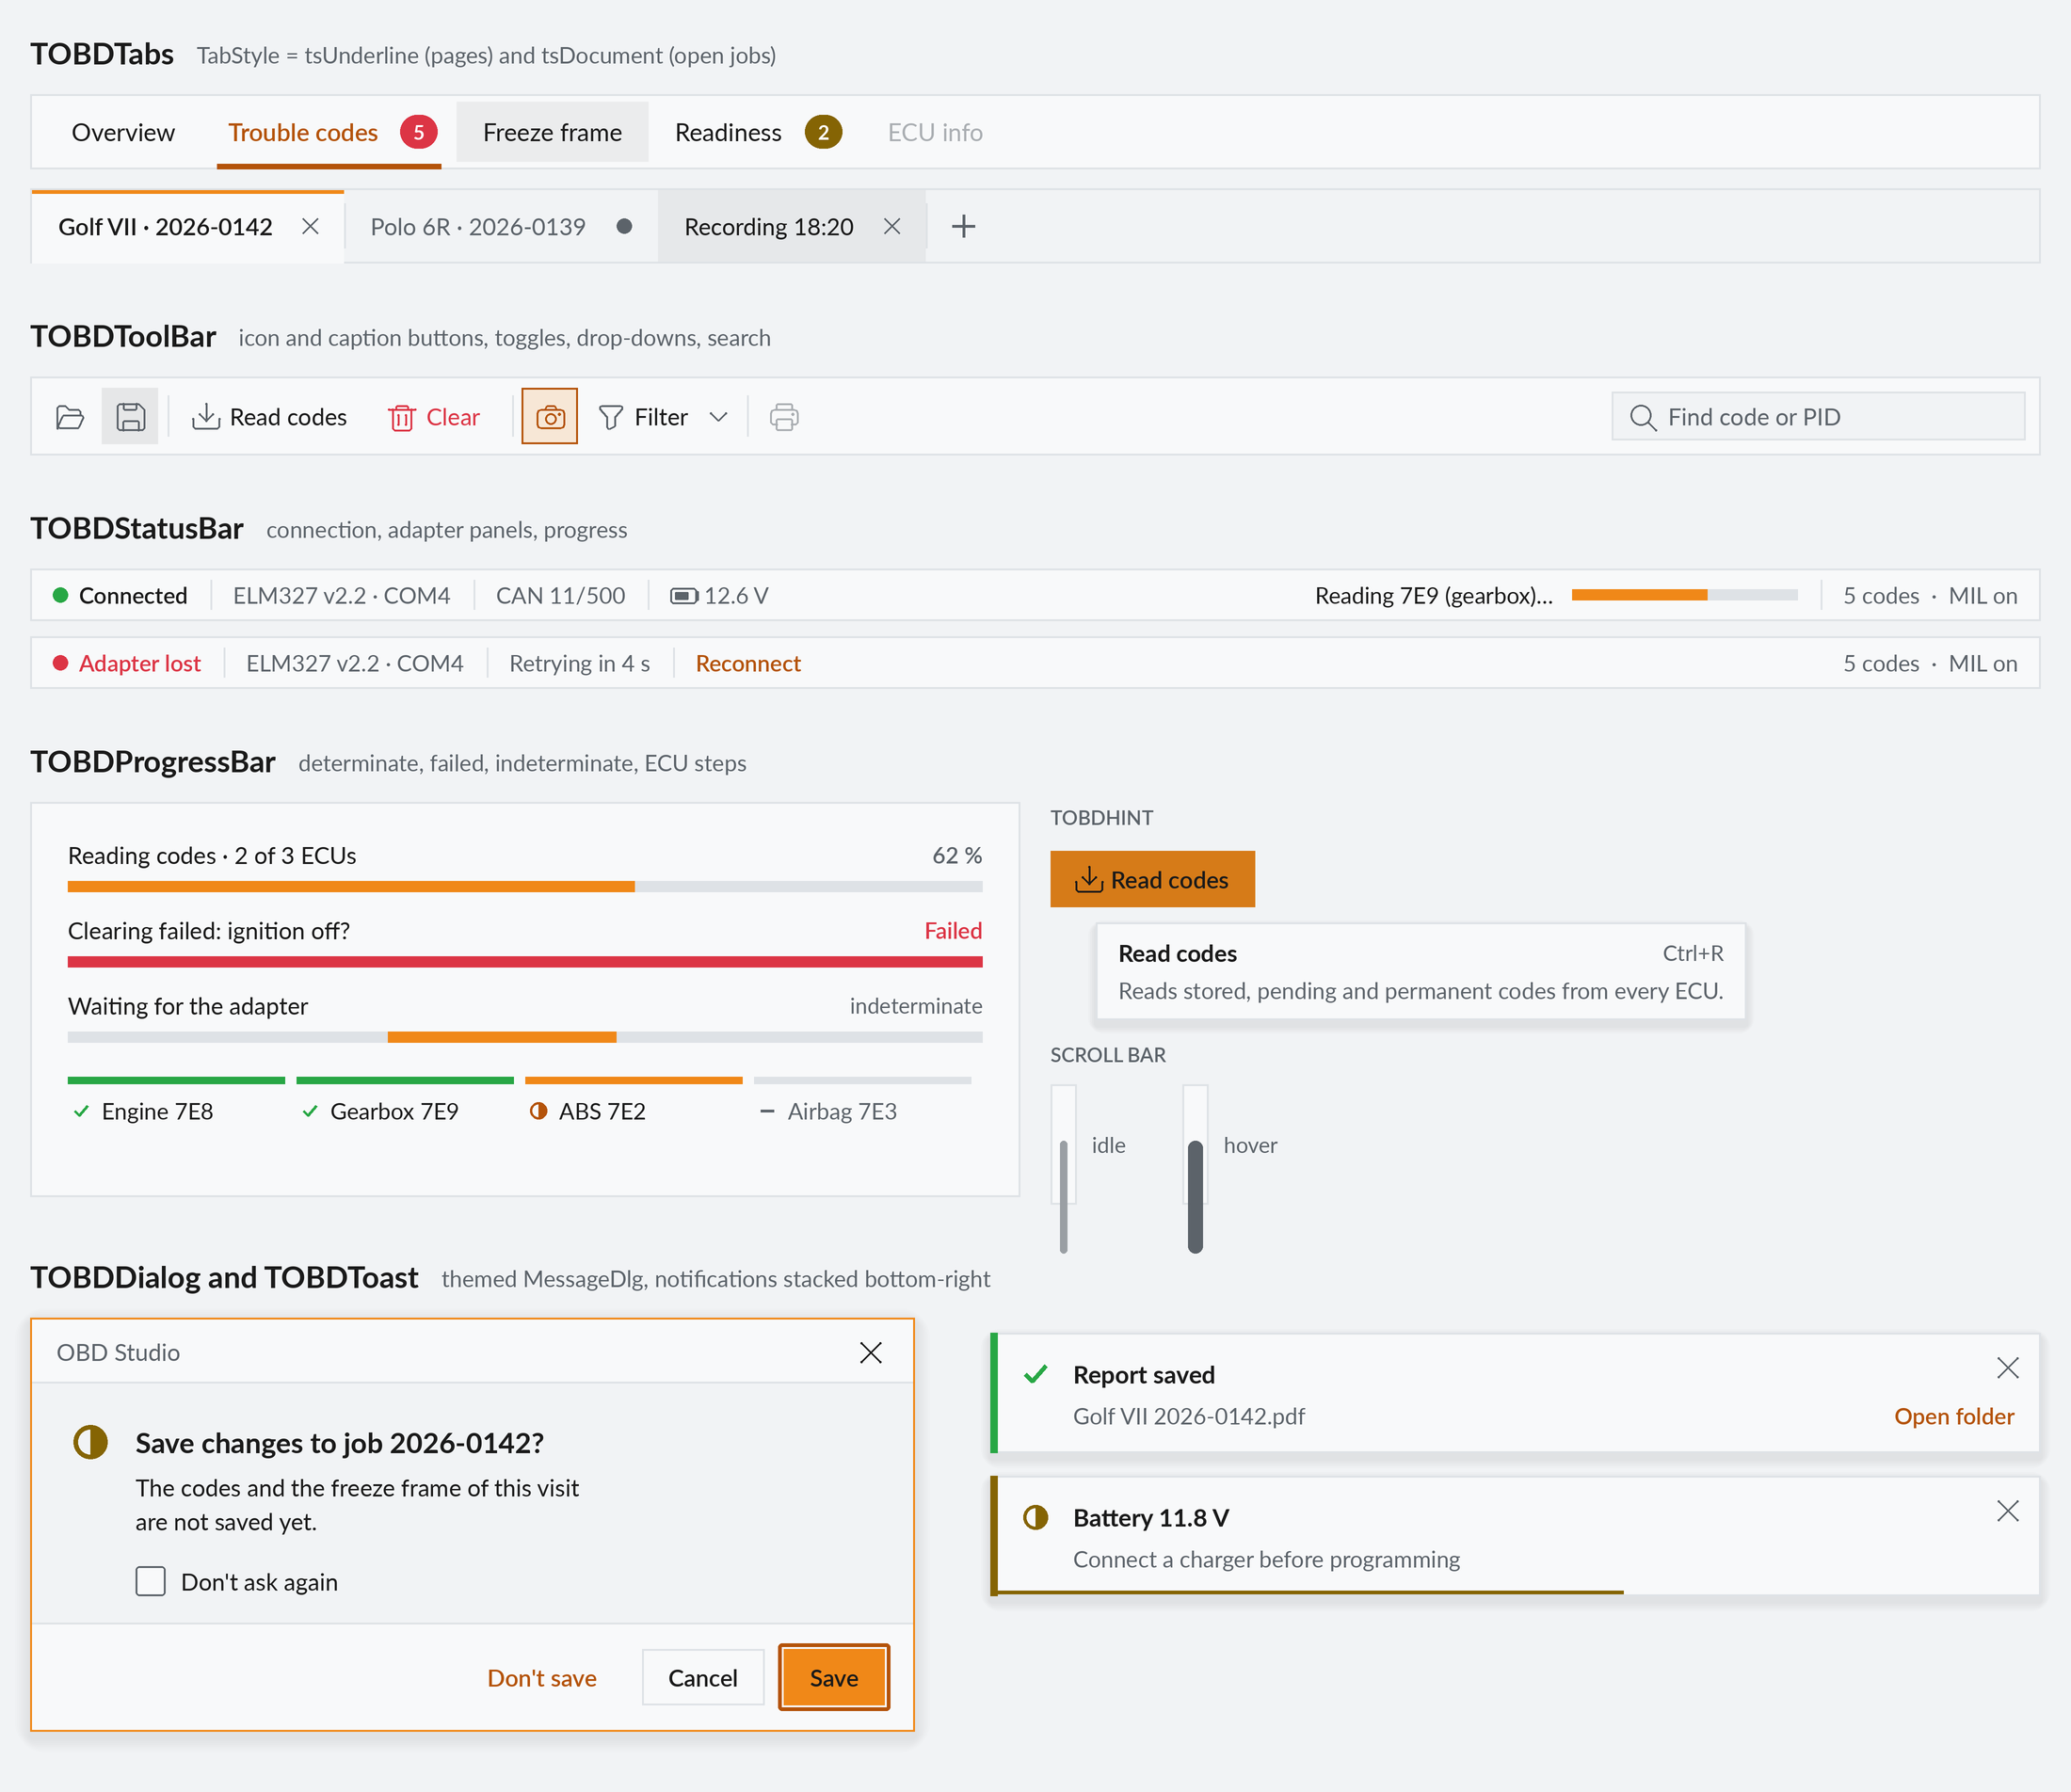 TOBDTabs TabStyle = tsUnderline (pages) and tsDocument (open jobs)
Overview Trouble codes 5 Freeze frame Readiness 2 ECU info
Golf VII · 2026-0142 Polo 6R · 2026-0139 Recording 18:20
TOBDToolBar icon and caption buttons, toggles, drop-downs, search
Read codes Clear Filter Find code or PID
TOBDStatusBar connection, adapter panels, progress
Connected ELM327 v2.2 · COM4 CAN 11/500 12.6 V Reading 7E9 (gearbox)... 5 codes · MIL on
Adapter lost ELM327 v2.2 · COM4 Retrying in 4 s Reconnect 5 codes · MIL on
TOBDProgressBar determinate, failed, indeterminate, ECU steps
Reading codes · 2 of 3 ECUs 62 %
Clearing failed: ignition off? Failed
Waiting for the adapter indeterminate
Engine 7E8 Gearbox 7E9 ABS 7E2 Airbag 7E3
TOBDHINT
Read codes
Read codes Ctrl+R
Reads stored, pending and permanent codes from every ECU.
SCROLL BAR
idle hover
TOBDDialog and TOBDToast themed MessageDlg, notifications stacked bottom-right
OBD Studio
Save changes to job 2026-0142?
The codes and the freeze frame of this visit
are not saved yet.
Don't ask again
Don't save Cancel Save
Report saved
Golf VII 2026-0142.pdf Open folder
Battery 11.8 V
Connect a charger before programming